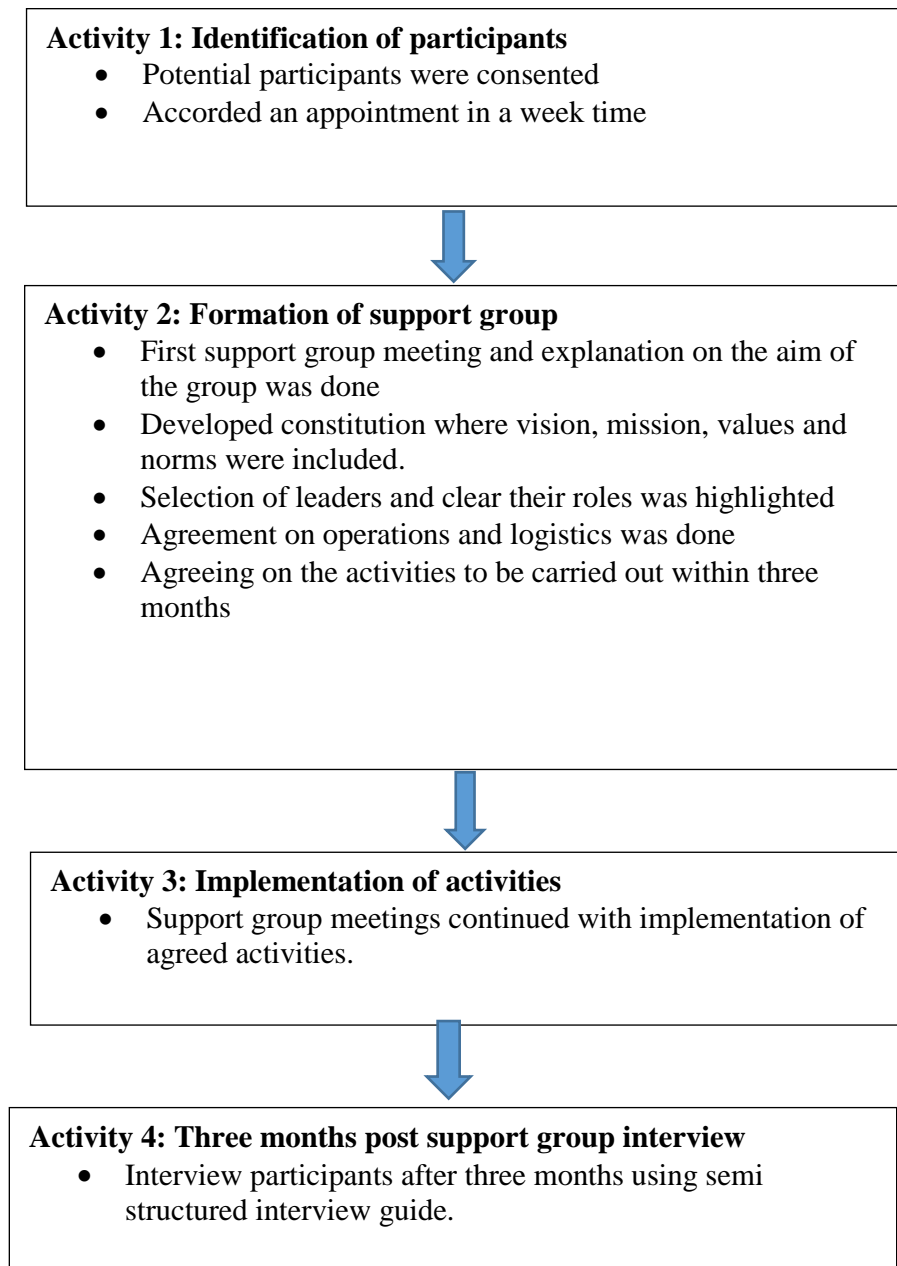 Activity 1: Identification of participants
• Potential participants were consented
• Accorded an appointment in a week time
Activity 2: Formation of support group
• First support group meeting and explanation on the aim of
the group was done
• Developed constitution where vision, mission, values and
norms were included.
• Selection of leaders and clear their roles was highlighted
• Agreement on operations and logistics was done
• Agreeing on the activities to be carried out within three
months
Activity 3: Implementation of activities
• Support group meetings continued with implementation of
agreed activities.
Activity 4: Three months post support group interview
• Interview participants after three months using semi
structured interview guide.